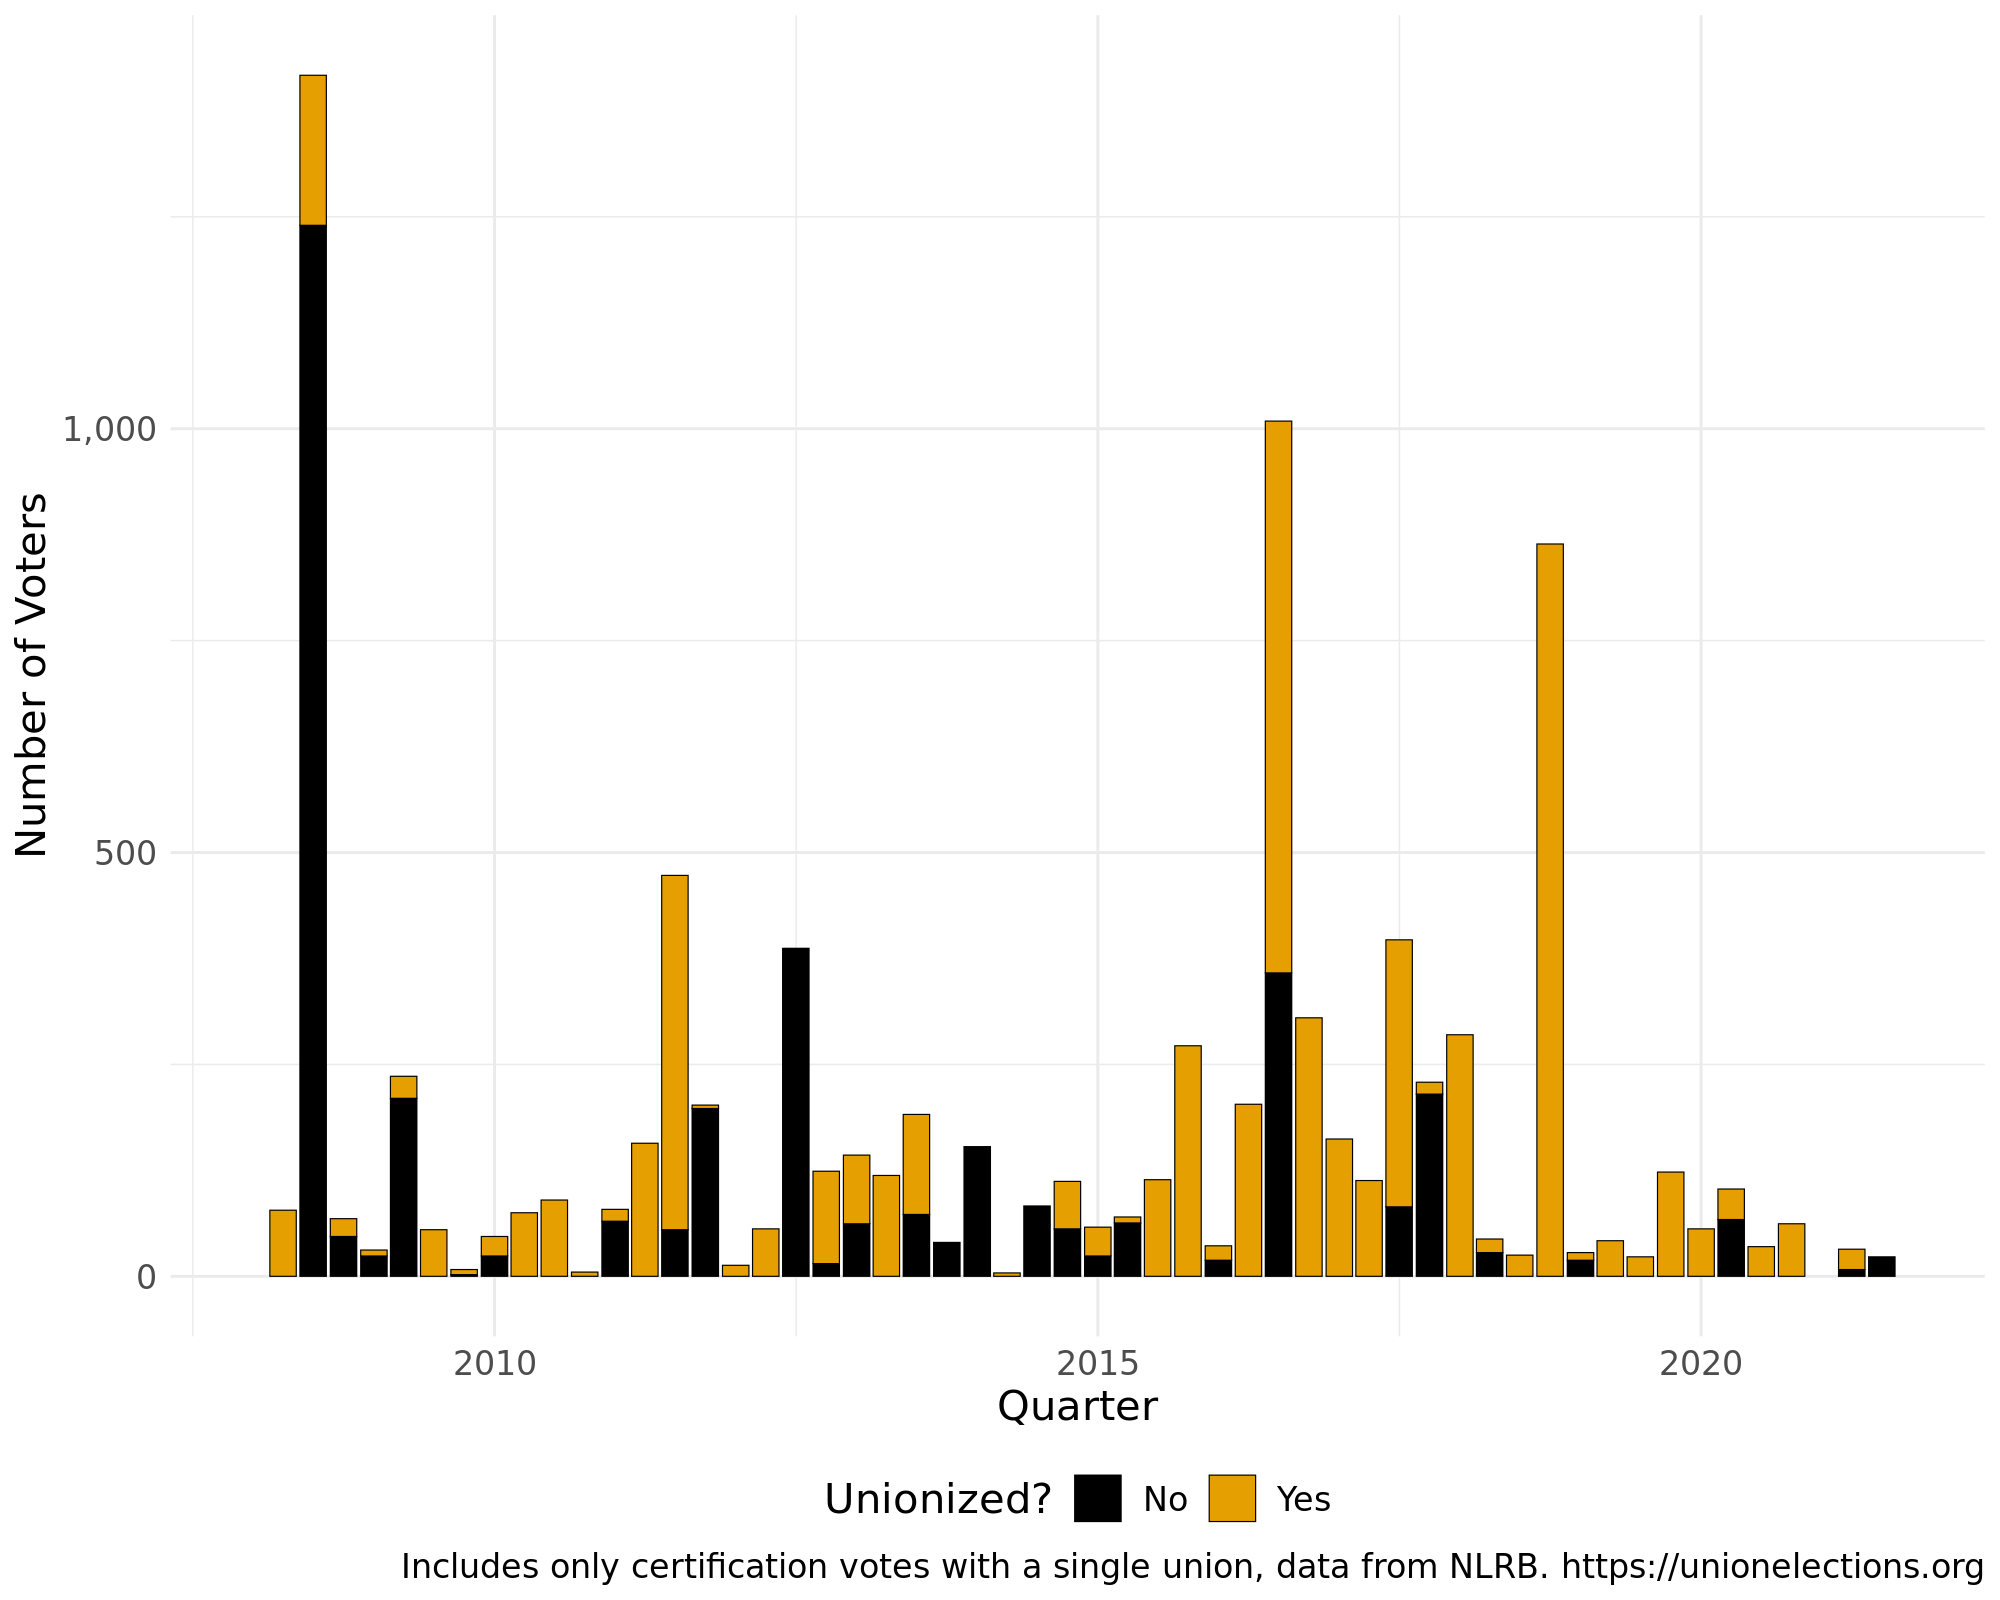 Number of Voters
1,000
500
0
2010 2015 2020
Quarter
Unionized? No Yes
Includes only certification votes with a single union, data from NLRB. https://unionelections.org